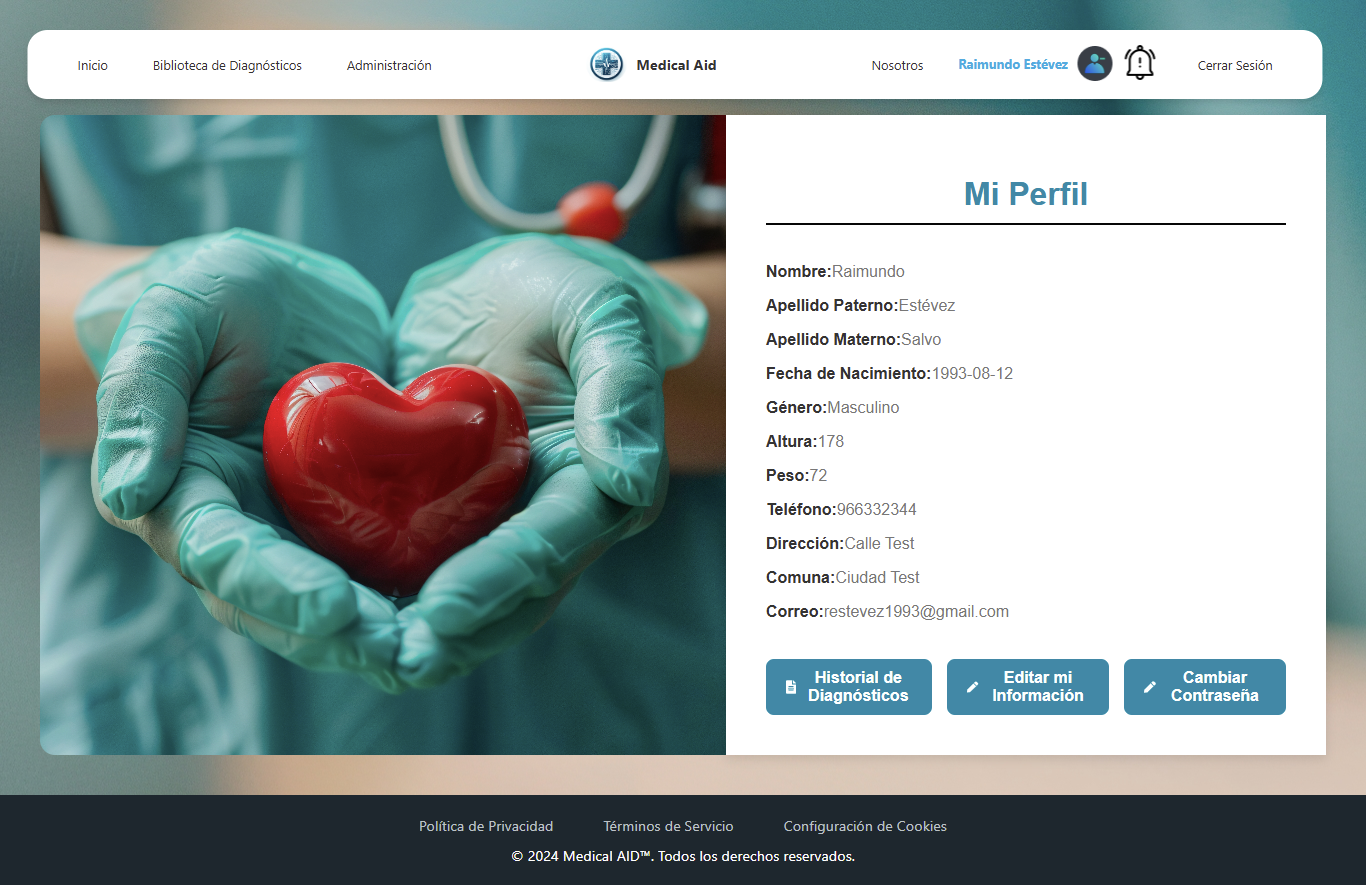 Inicio
Biblioteca de Diagnósticos
Administración
Medical Aid
Nosotros
Raimundo Estévez
Cerrar Sesión
Mi Perfil
Nombre:Raimundo
Apellido Paterno:Estévez
Apellido Materno:Salvo
Fecha de Nacimiento:1993-08-12
Género:Masculino
Altura:178
Peso:72
Teléfono:966332344
Dirección:Calle Test
Comuna:Ciudad Test
Correo:restevez1993@gmail.com
Historial de
Diagnósticos
Editar mi
Información
Cambiar
Contraseña
Política de Privacidad
Términos de Servicio
Configuración de Cookies
© 2024 Medical AID™. Todos los derechos reservados.